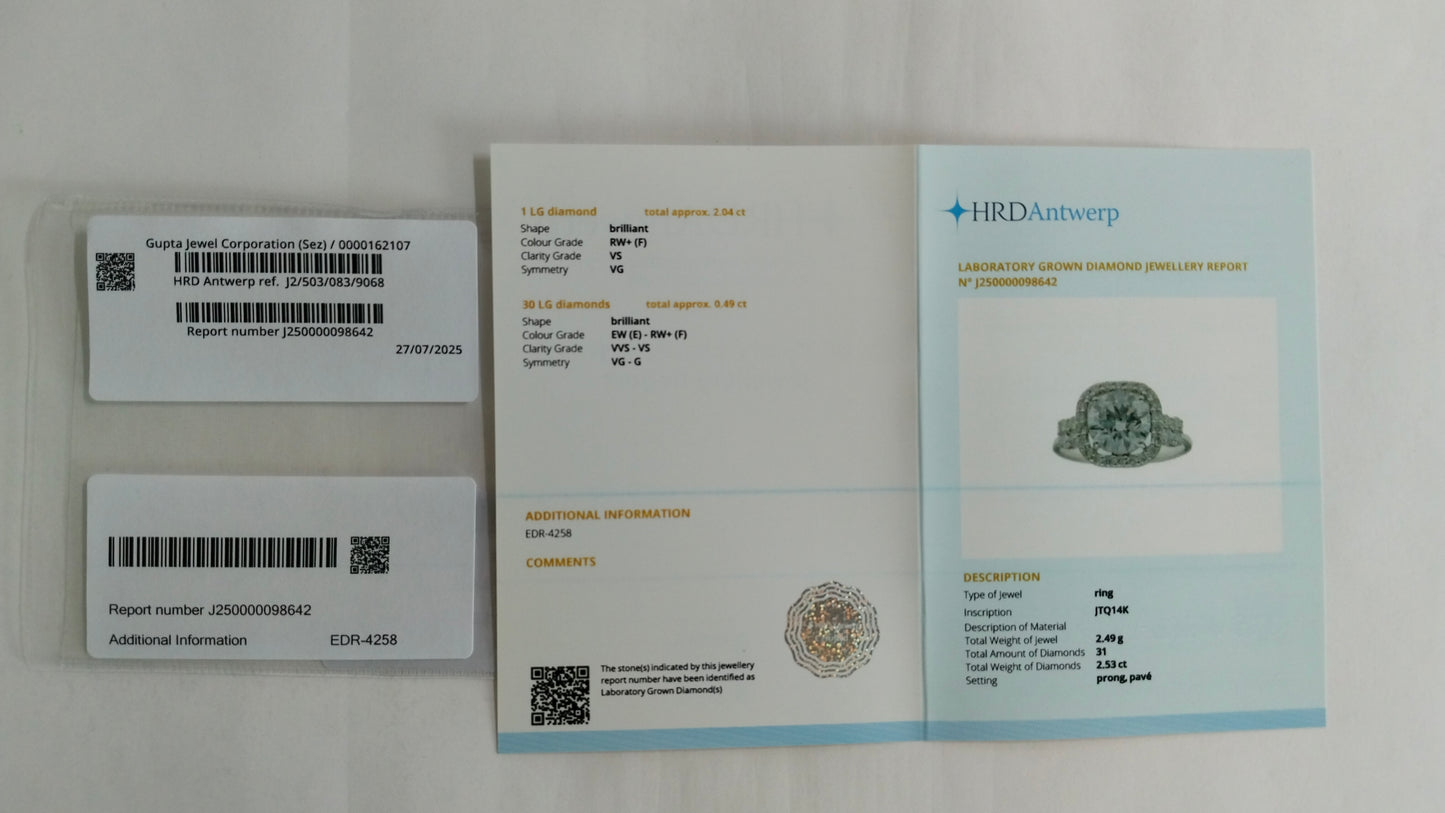 Gupta Jewel Corporation (Sez) / 0000162107
HRD Antwerp ref. J2/503/083/9068
Report number J250000098642
27/07/2025
Report number J250000098642
Additional Information EDR-4258
1 LG diamond total approx. 2.04 ct
Shape brilliant
Colour Grade RW+ (F)
Clarity Grade VS
Symmetry VG
30 LG diamonds total approx. 0.49 ct
Shape brilliant
Colour Grade EW (E) - RW+ (F)
Clarity Grade VVS - VS
Symmetry VG - G
ADDITIONAL INFORMATION
EDR-4258
COMMENTS
The stone(s) indicated by this jewellery
report number have been identified as
Laboratory Grown Diamond(s)
HRDAntwerp
LABORATORY GROWN DIAMOND JEWELLERY REPORT
N° J250000098642
DESCRIPTION
Type of Jewel ring
Inscription JTQ14K
Description of Material
Total Weight of Jewel 2.49 g
Total Amount of Diamonds 31
Total Weight of Diamonds 2.53 ct
Setting prong, pavé